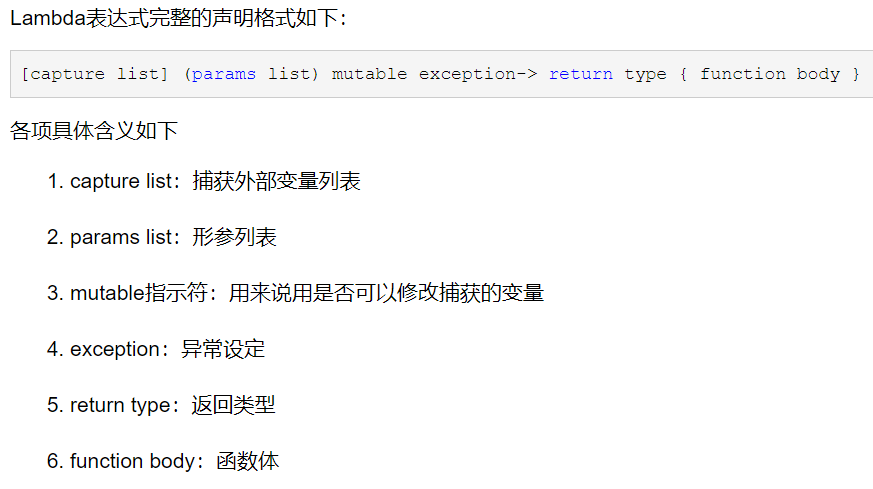 Lambda表达式完整的声明格式如下：
[capture list] (params list) mutable exception-> return type { function body }
各项具体含义如下
1. capture list：捕获外部变量列表
2. params list：形参列表
3. mutable指示符：用来说用是否可以修改捕获的变量
4. exception：异常设定
5. return type：返回类型
6. function body：函数体